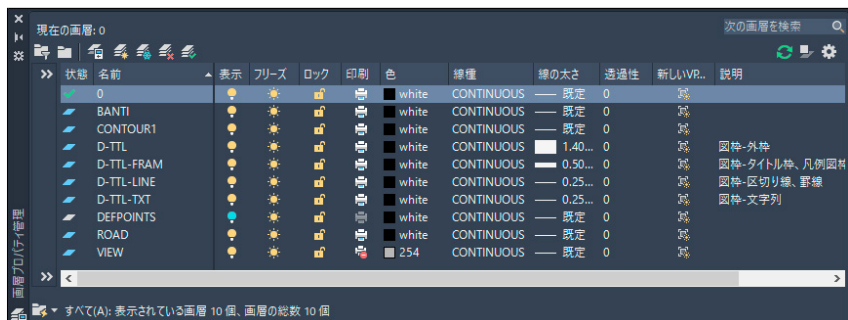 現在の画層: 0
次の画層を検索
状態 名前 表示 フリーズ ロック 印刷 色 線種 線の太さ 透過性 新しいVP... 説明
0 white CONTINUOUS 既定 0
BANTI white CONTINUOUS 既定 0
CONTOUR1 white CONTINUOUS 既定 0
D-TTL white CONTINUOUS 1.40... 0 図枠-外枠
D-TTL-FRAM white CONTINUOUS 0.50... 0 図枠-タイトル枠、凡例図枠
D-TTL-LINE white CONTINUOUS 0.25... 0 図枠-区切り線、罫線
D-TTL-TXT white CONTINUOUS 0.25... 0 図枠-文字列
DEFPOINTS white CONTINUOUS 既定 0
ROAD white CONTINUOUS 既定 0
VIEW 254 CONTINUOUS 既定 0
画層プロパティ管理
すべて(A): 表示されている画層 10 個、画層の総数 10 個